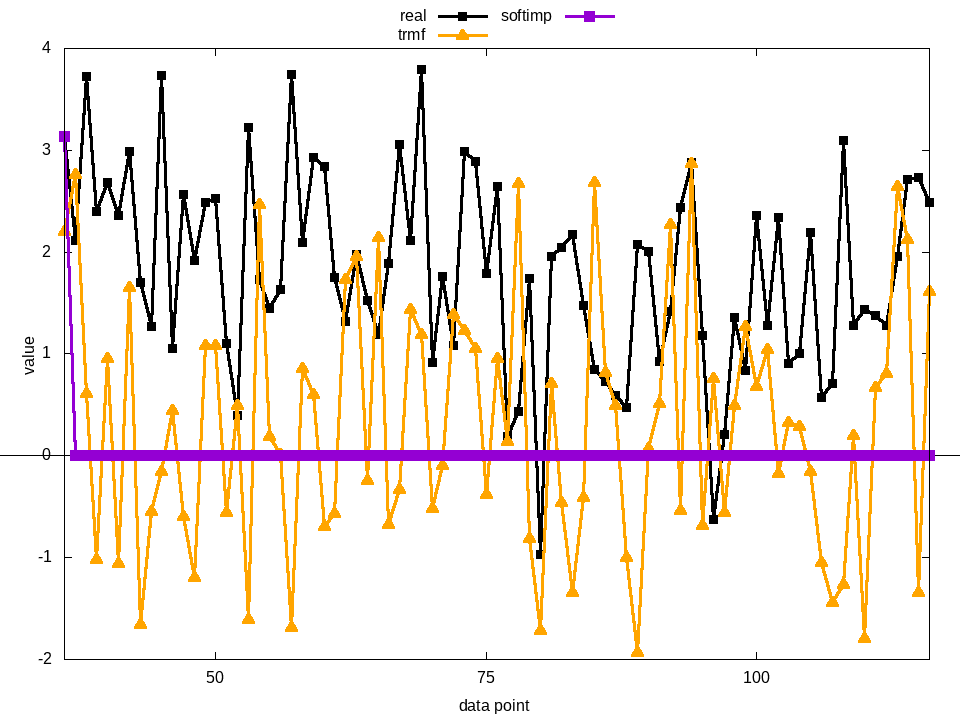 real softimp
trmf
4
3
2
1
0
-1
-2
value
50 75 100
data point